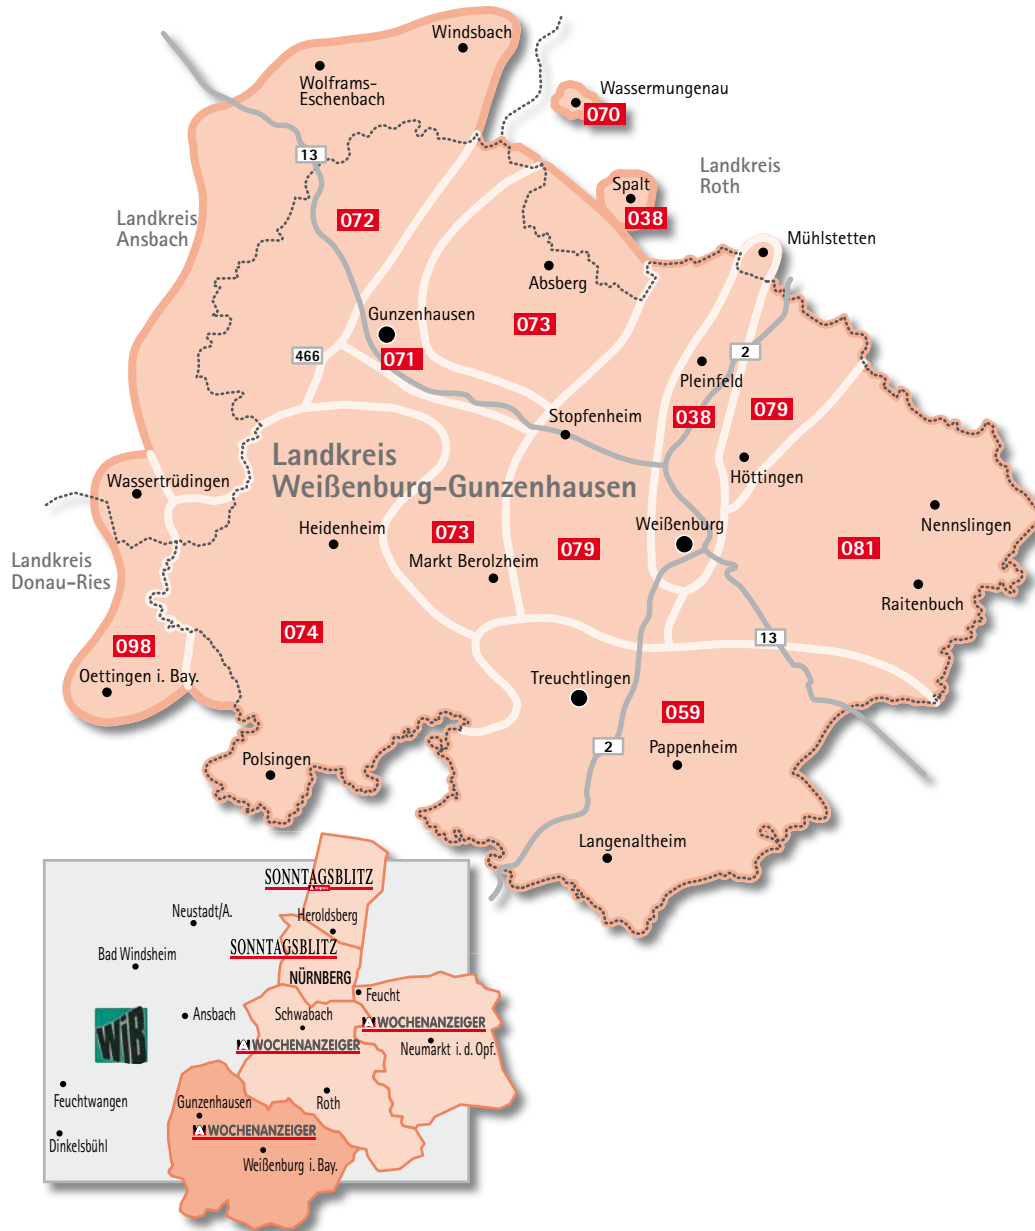 Windsbach
Wolframs-
Eschenbach
Wassermungenau
070
13
Landkreis
Roth
Spalt
038
072
Landkreis
Ansbach
Mühlstetten
Absberg
Gunzenhausen
073
071
466
2
Pleinfeld
038
079
Stopfenheim
Landkreis
Weißenburg-Gunzenhausen
Wassertrüdingen
Höttingen
Nennslingen
Heidenheim
073
Markt Berolzheim
079
Weißenburg
081
Landkreis
Donau-Ries
Raitenbuch
074
098
13
Oettingen i. Bay.
Treuchtlingen
059
2
Pappenheim
Polsingen
Langenaltheim
SONNTAGSBLITZ
Neustadt/A.
Heroldsberg
SONNTAGSBLITZ
Bad Windsheim
NÜRNBERG
Feucht
WiB
Ansbach
Schwabach
WOCHENANZEIGER
WOCHENANZEIGER
Neumarkt i. d. Opf.
Feuchtwangen
Gunzenhausen
Roth
WOCHENANZEIGER
Dinkelsbühl
Weißenburg i. Bay.